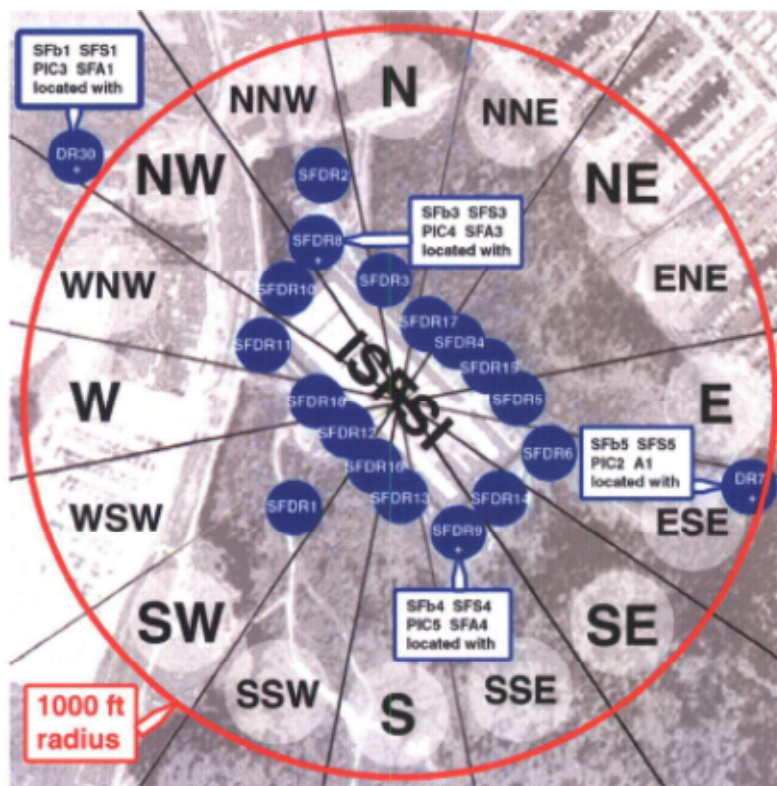 SFb1 SFS1
PIC3 SFA1
located with
DR30
+
NNW
N
NNE
NW
NE
SFDR2
SFb3 SFS3
PIC4 SFA3
located with
SFDR8
+
WNW
SFDR10
SFDR3
ENE
SFDR17
SFDR11
SFDR4
ISFSI
W
SFDR18
SFDR5
E
SFDR12
SFDR6
SFb5 SFS5
PIC2 A1
located with
DR7
+
SFDR16
WSW
SFDR1
SFDR13
SFDR14
ESE
SFDR9
+
SFb4 SFS4
PIC5 SFA4
located with
SW
SE
SSW
S
SSE
1000 ft
radius